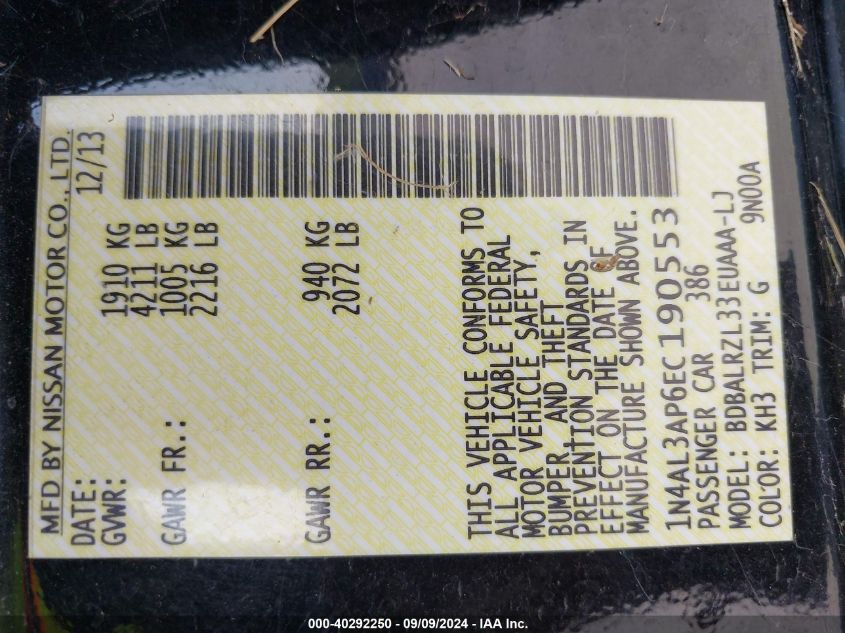 MFD BY NISSAN MOTOR CO., LTD.
DATE: 12/13
GVWR: 1910 KG
4211 LB
GAWR FR.: 1005 KG
2216 LB
GAWR RR.: 940 KG
2072 LB
THIS VEHICLE CONFORMS TO
ALL APPLICABLE FEDERAL
MOTOR VEHICLE SAFETY,
BUMPER AND THEFT
PREVENTION STANDARDS IN
EFFECT ON THE DATE OF
MANUFACTURE SHOWN ABOVE.
1N4AL3AP6EC190553
PASSENGER CAR 386
MODEL: BDBALRZL33EUAAA-LJ
COLOR: KH3 TRIM: G 9N00A
000-40292250 - 09/09/2024 - IAA Inc.